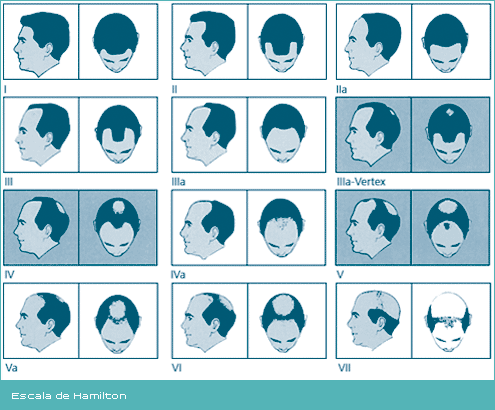 I
II
IIa
III
IIIa
IIIa-Vertex
IV
IVa
V
Va
VI
VII
Escala de Hamilton